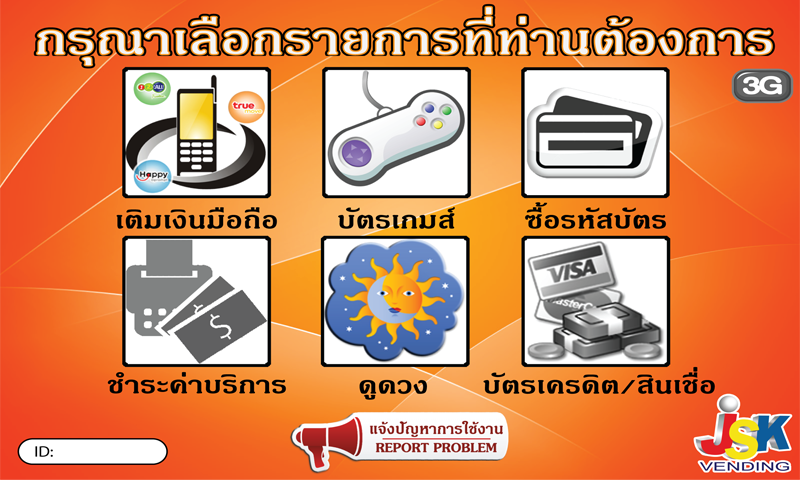 กรุณาเลือกรายการที่ท่านต้องการ
3G
12Call
true
Happy
เติมเงินมือถือ
บัตรเกมส์
ซื้อรหัสบัตร
$
$
VISA
MasterC
ชำระค่าบริการ
ดูดวง
บัตรเครดิต/สินเชื่อ
แจ้งปัญหาการใช้งาน
REPORT PROBLEM
ID:
JSK
VENDING